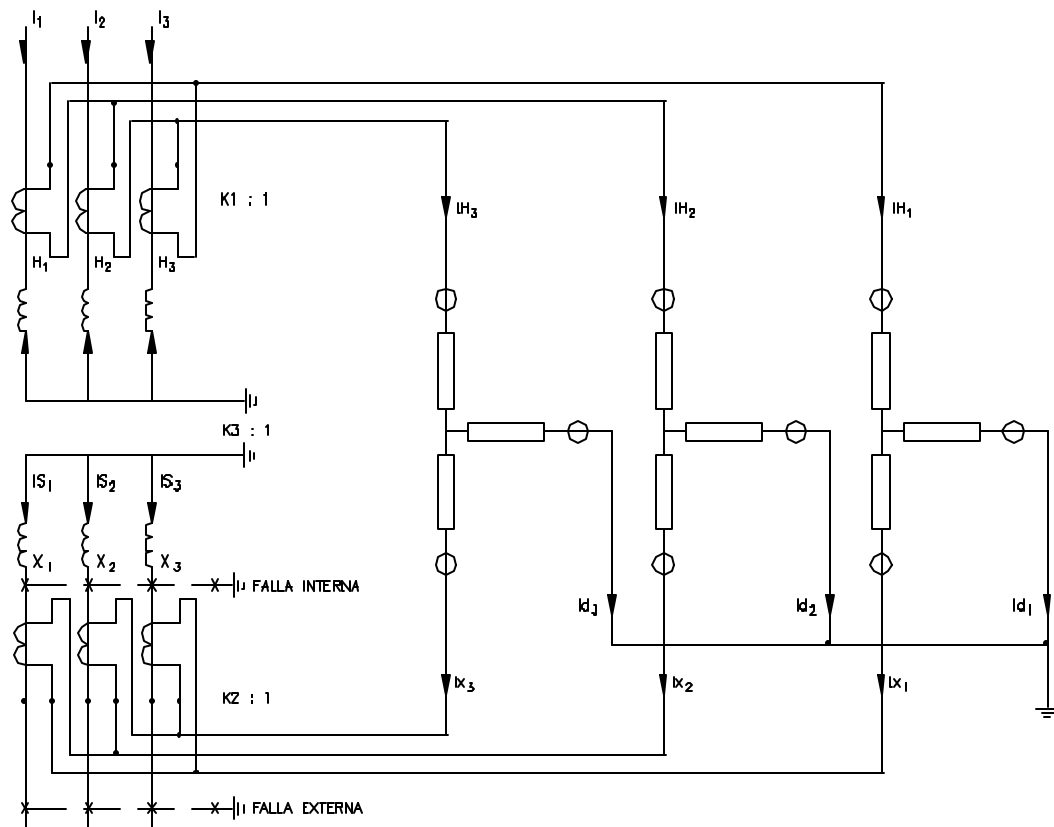 I1 I2 I3
K1 : 1
IH3 IH2 IH1
H1 H2 H3
K3 : 1
IS1 IS2 IS3
X1 X2 X3
FALLA INTERNA
Id3 Id2 Id1
Ix3 Ix2 Ix1
K2 : 1
FALLA EXTERNA